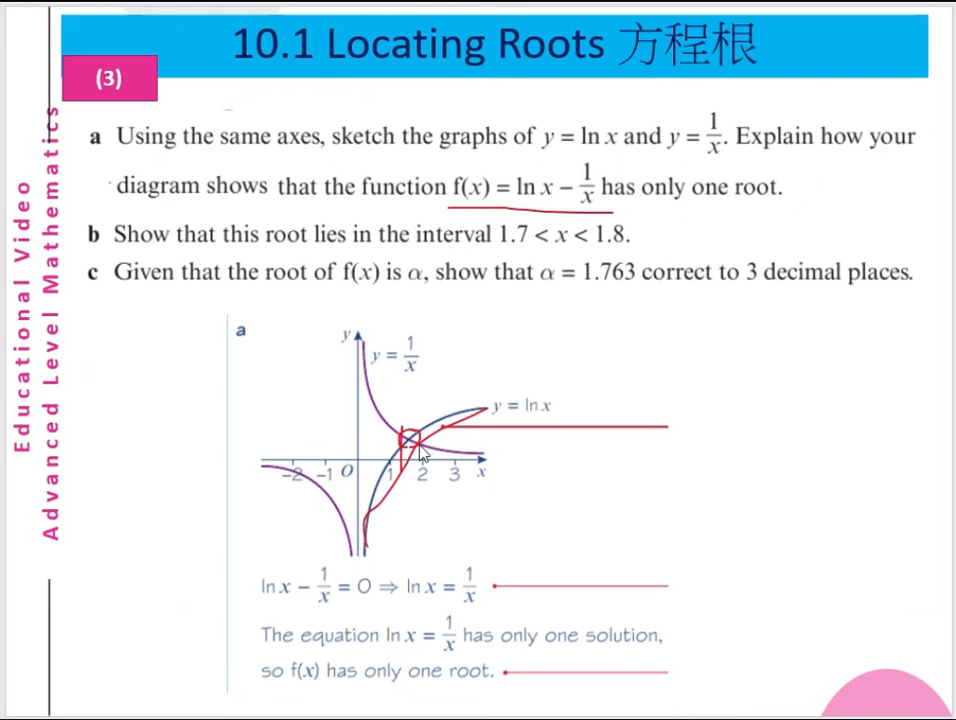 10.1 Locating Roots 方程根
(3)
Educational Video
Advanced Level Mathematics
a Using the same axes, sketch the graphs of y = ln x and y = 1/x. Explain how your
diagram shows that the function f(x) = ln x − 1/x has only one root.
b Show that this root lies in the interval 1.7 < x < 1.8.
c Given that the root of f(x) is α, show that α = 1.763 correct to 3 decimal places.
a
y
y = 1/x
y = ln x
−2 −1 O 1 2 3 x
ln x − 1/x = 0 ⇒ ln x = 1/x
The equation ln x = 1/x has only one solution,
so f(x) has only one root.